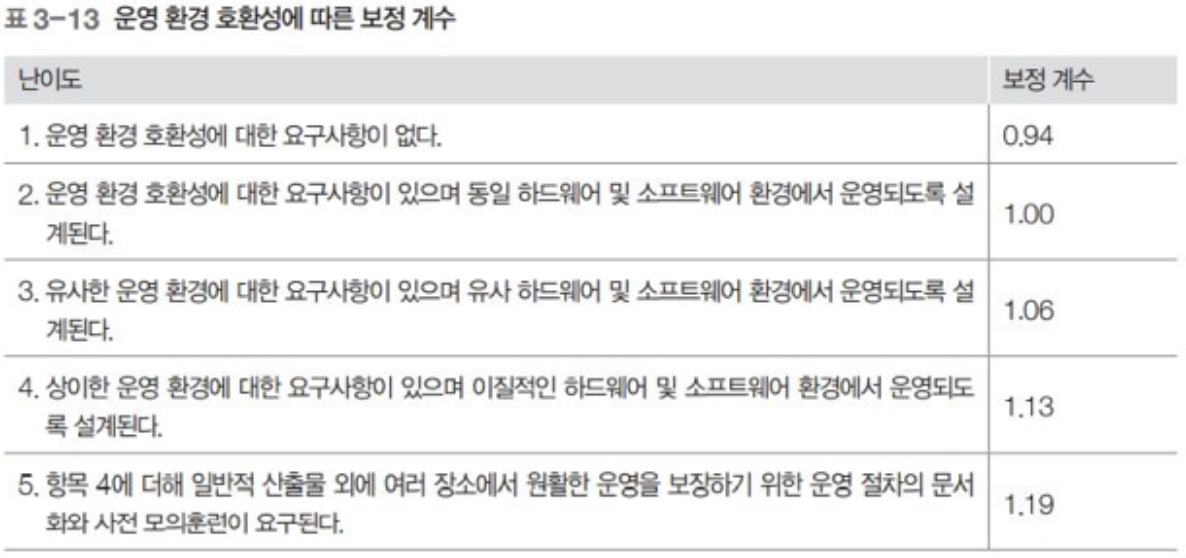 표 3-13 운영 환경 호환성에 따른 보정 계수
난이도 보정 계수
1. 운영 환경 호환성에 대한 요구사항이 없다. 0.94
2. 운영 환경 호환성에 대한 요구사항이 있으며 동일 하드웨어 및 소프트웨어 환경에서 운영되도록 설
계된다. 1.00
3. 유사한 운영 환경에 대한 요구사항이 있으며 유사 하드웨어 및 소프트웨어 환경에서 운영되도록 설
계된다. 1.06
4. 상이한 운영 환경에 대한 요구사항이 있으며 이질적인 하드웨어 및 소프트웨어 환경에서 운영되도
록 설계된다. 1.13
5. 항목 4에 더해 일반적 산출물 외에 여러 장소에서 원활한 운영을 보장하기 위한 운영 절차의 문서
화와 사전 모의훈련이 요구된다. 1.19